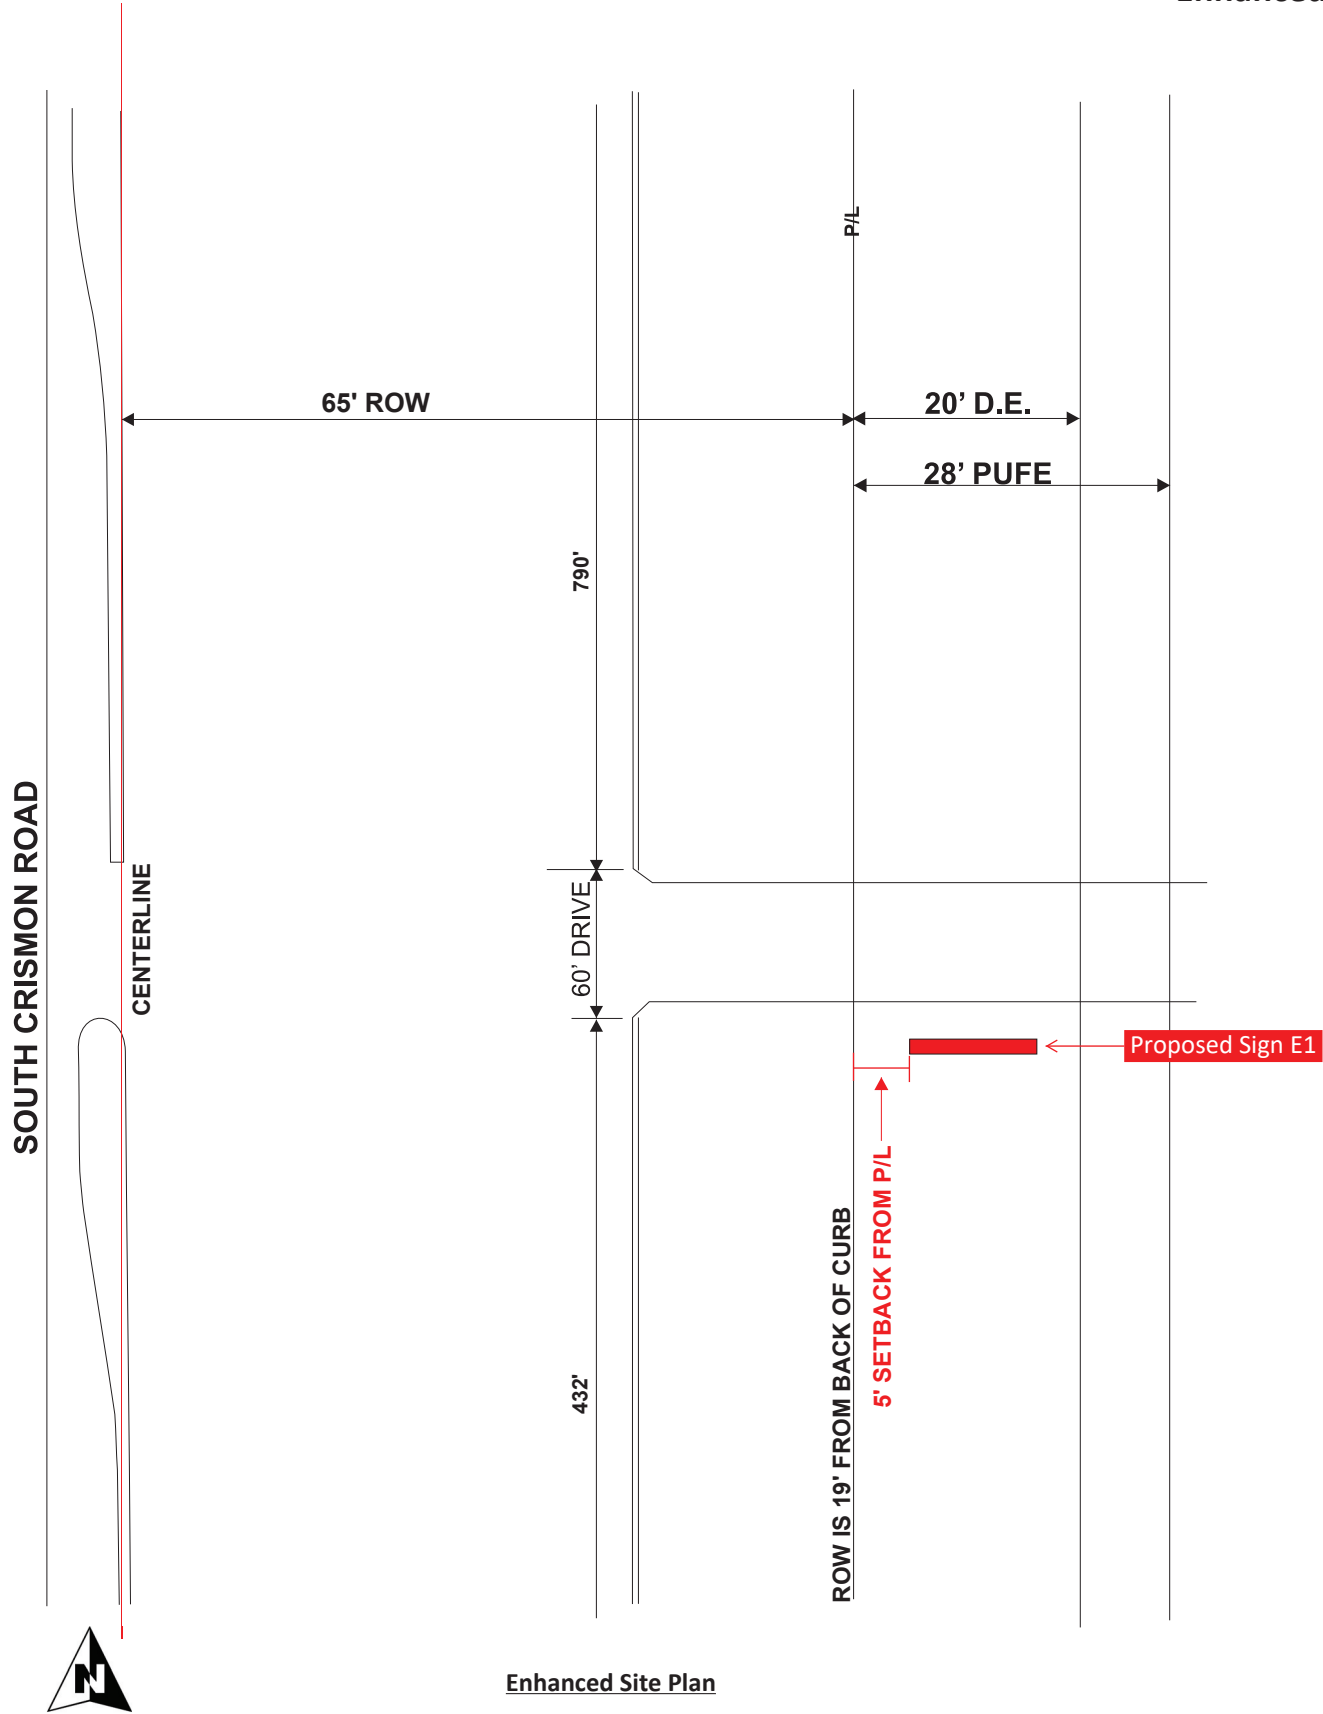 P/L
65' ROW
20’ D.E.
28’ PUFE
790'
SOUTH CRISMON ROAD
CENTERLINE
60’ DRIVE
Proposed Sign E1
5' SETBACK FROM P/L
ROW IS 19' FROM BACK OF CURB
432'
N
Enhanced Site Plan